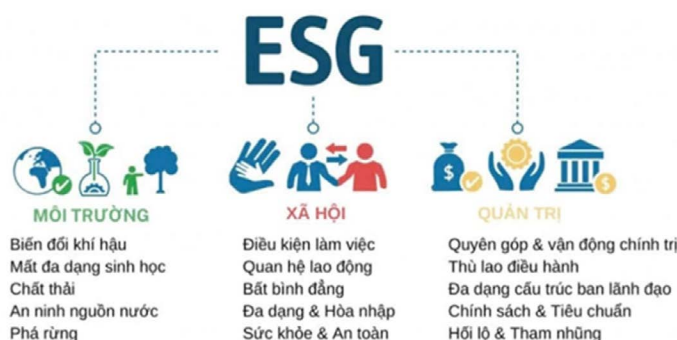 ESG
MÔI TRƯỜNG
Biến đổi khí hậu
Mất đa dạng sinh học
Chất thải
An ninh nguồn nước
Phá rừng
XÃ HỘI
Điều kiện làm việc
Quan hệ lao động
Bất bình đẳng
Đa dạng & Hòa nhập
Sức khỏe & An toàn
QUẢN TRỊ
Quyên góp & vận động chính trị
Thù lao điều hành
Đa dạng cấu trúc ban lãnh đạo
Chính sách & Tiêu chuẩn
Hối lộ & Tham nhũng